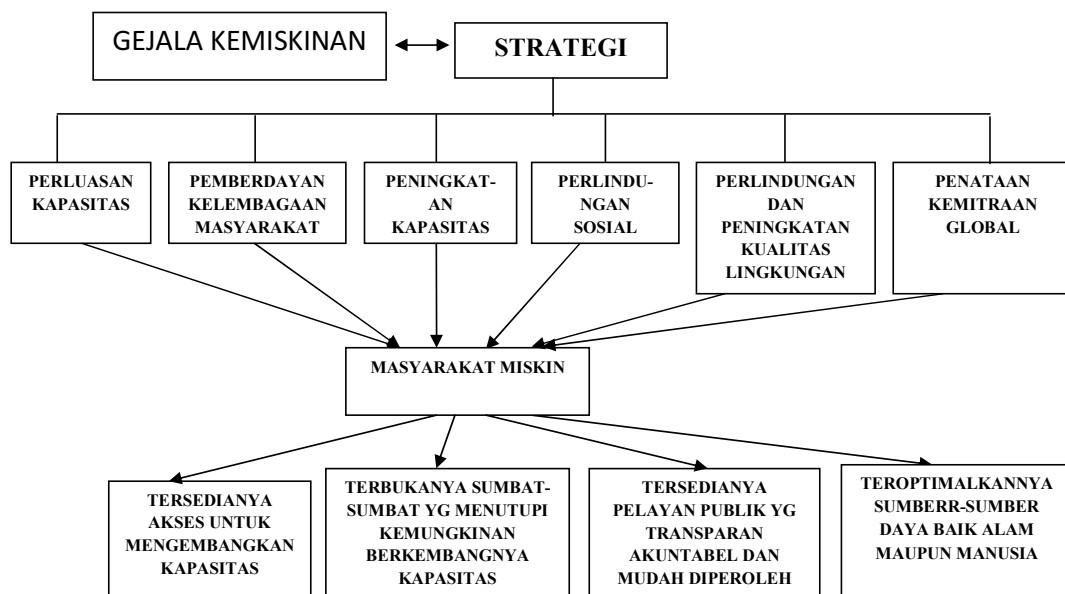 GEJALA KEMISKINAN
STRATEGI
PERLUASAN
KAPASITAS
PEMBERDAYAN
KELEMBAGAAN
MASYARAKAT
PENINGKAT-
AN
KAPASITAS
PERLINDU-
NGAN
SOSIAL
PERLINDUNGAN
DAN
PENINGKATAN
KUALITAS
LINGKUNGAN
PENATAAN
KEMITRAAN
GLOBAL
MASYARAKAT MISKIN
TERSEDIANYA
AKSES UNTUK
MENGEMBANGKAN
KAPASITAS
TERBUKANYA SUMBAT-
SUMBAT YG MENUTUPI
KEMUNGKINAN
BERKEMBANGNYA
KAPASITAS
TERSEDIANYA
PELAYAN PUBLIK YG
TRANSPARAN
AKUNTABEL DAN
MUDAH DIPEROLEH
TEROPTIMALKANNYA
SUMBERR-SUMBER
DAYA BAIK ALAM
MAUPUN MANUSIA